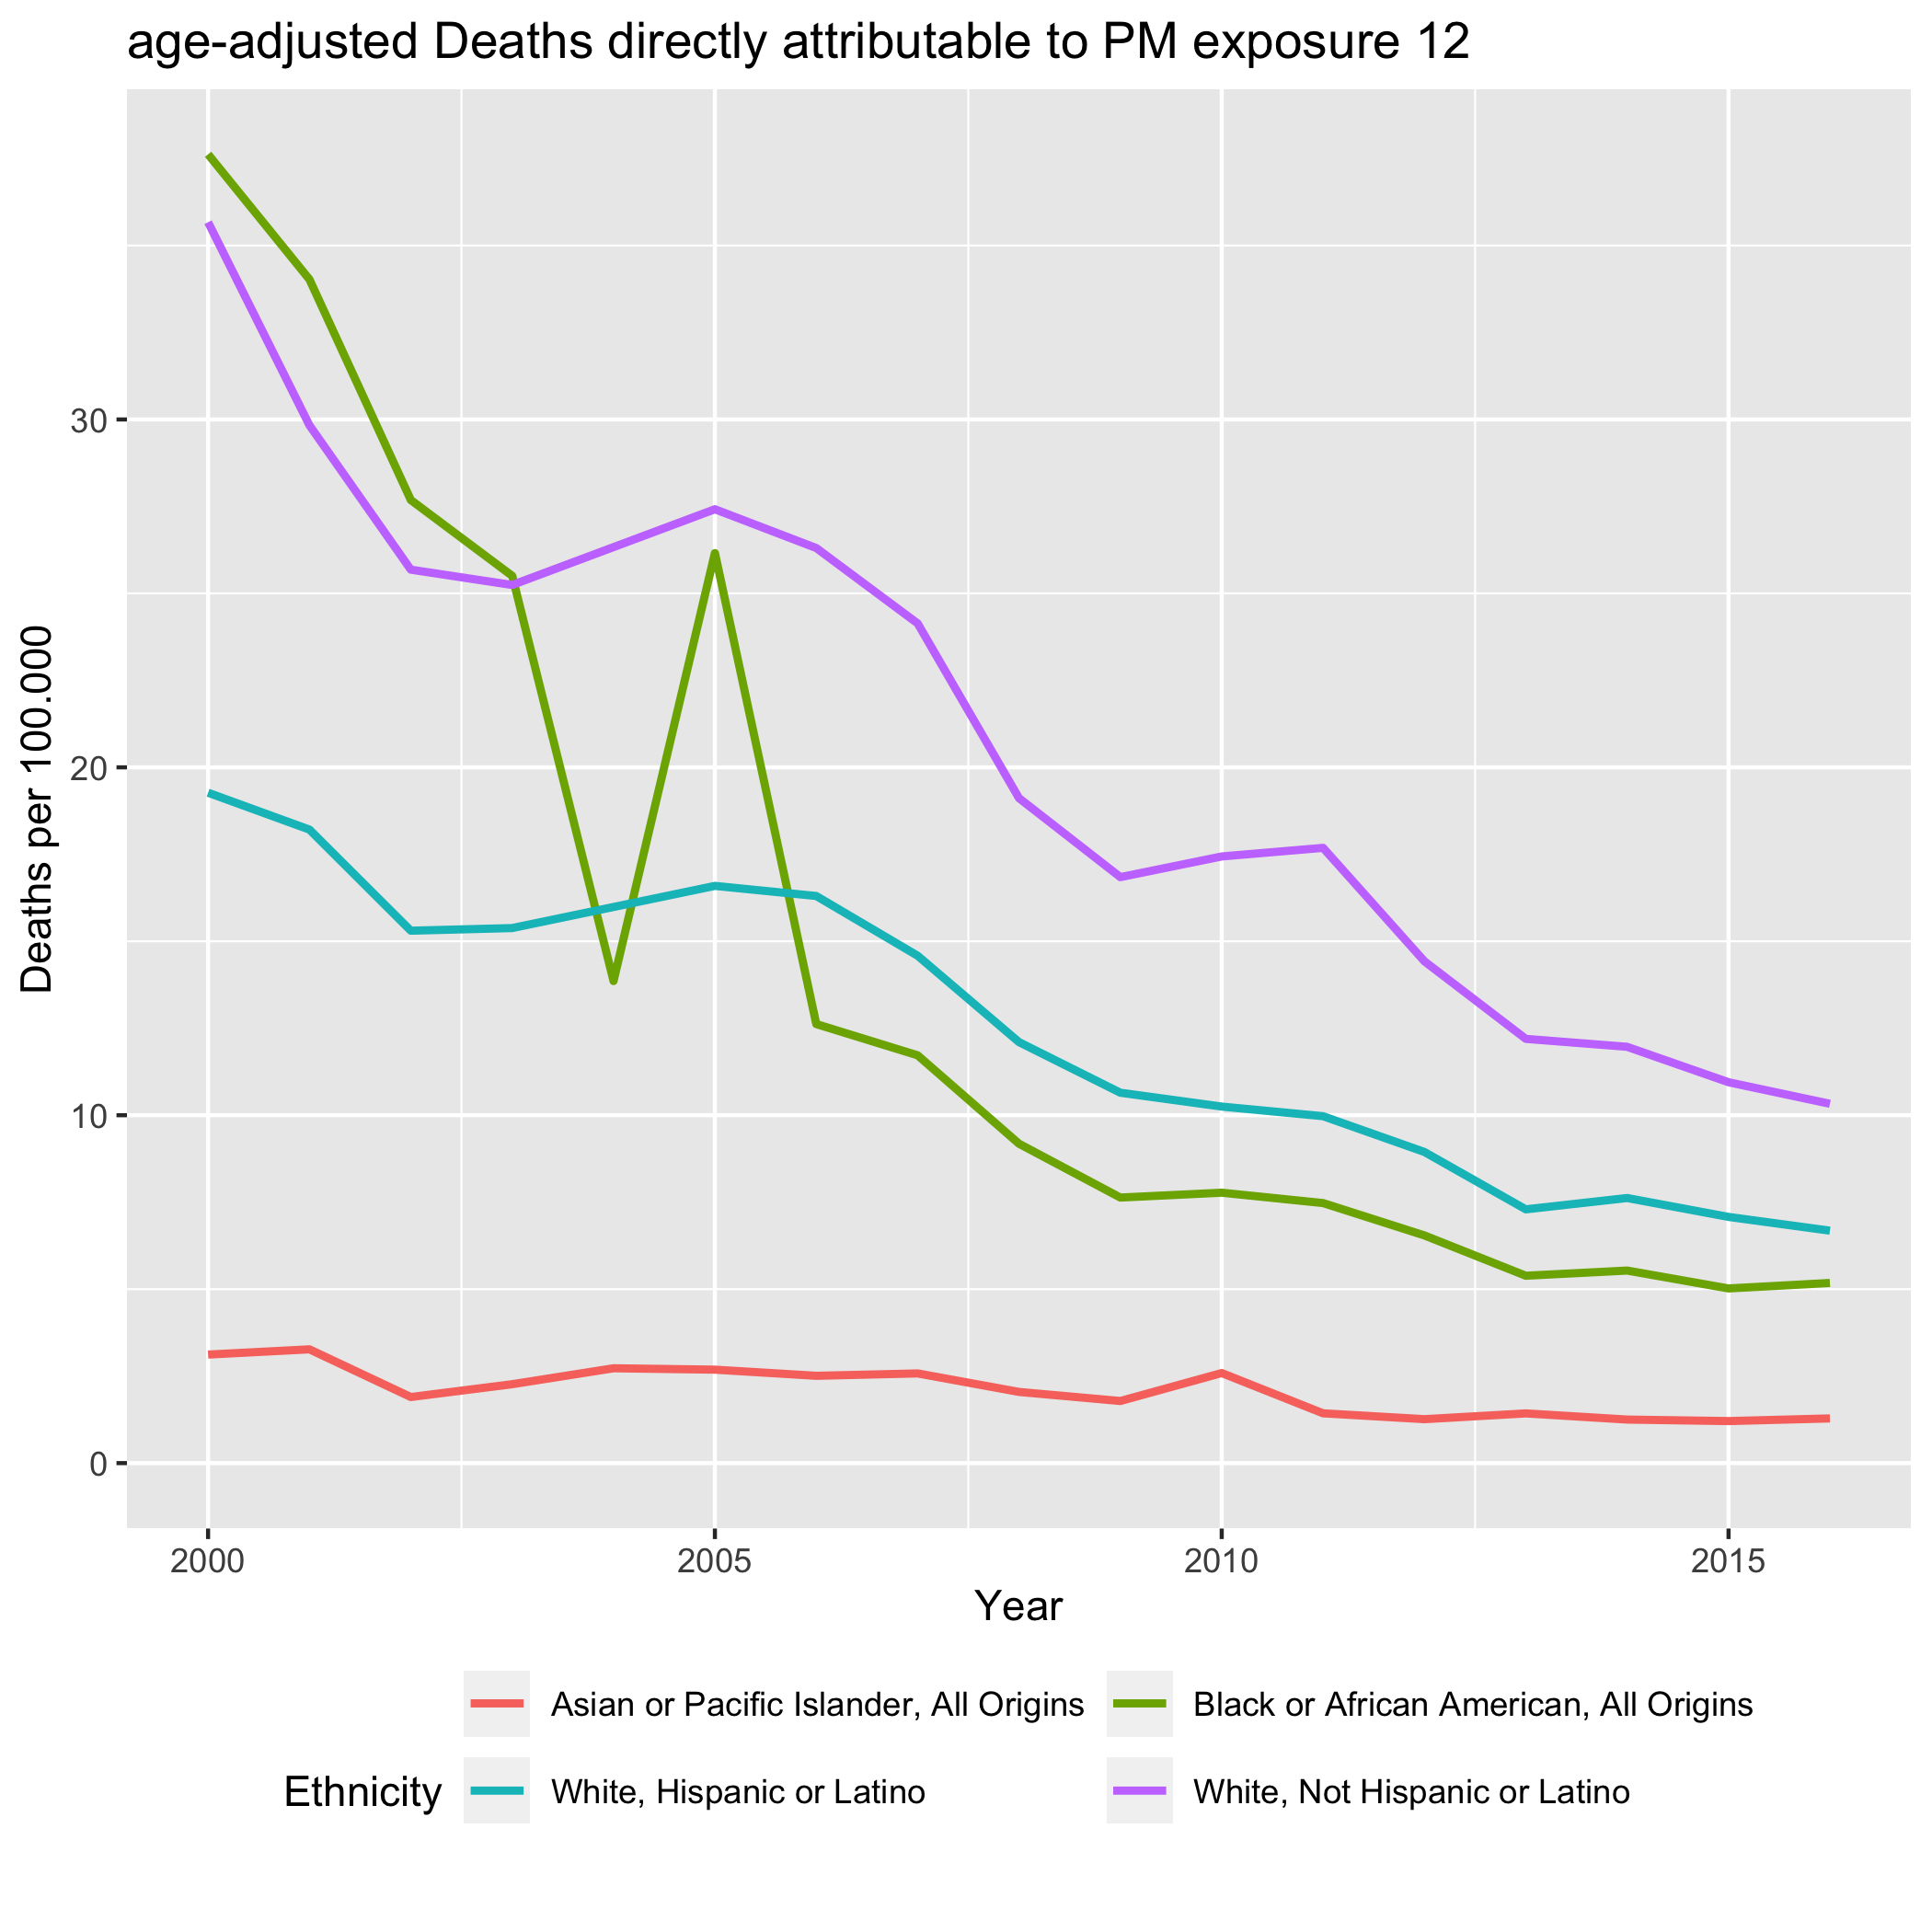 age-adjusted Deaths directly attributable to PM exposure 12
Deaths per 100.000
30
20
10
0
2000 2005 2010 2015
Year
Ethnicity
Asian or Pacific Islander, All Origins
Black or African American, All Origins
White, Hispanic or Latino
White, Not Hispanic or Latino